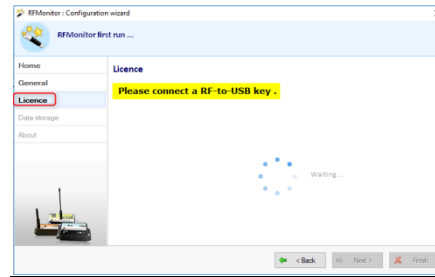 RFMonitor : Configuration wizard
RFMonitor first run ...
Home
General
Licence
Data storage
About
Licence
Please connect a RF-to-USB key .
Waiting...
< Back
Next >
Finish